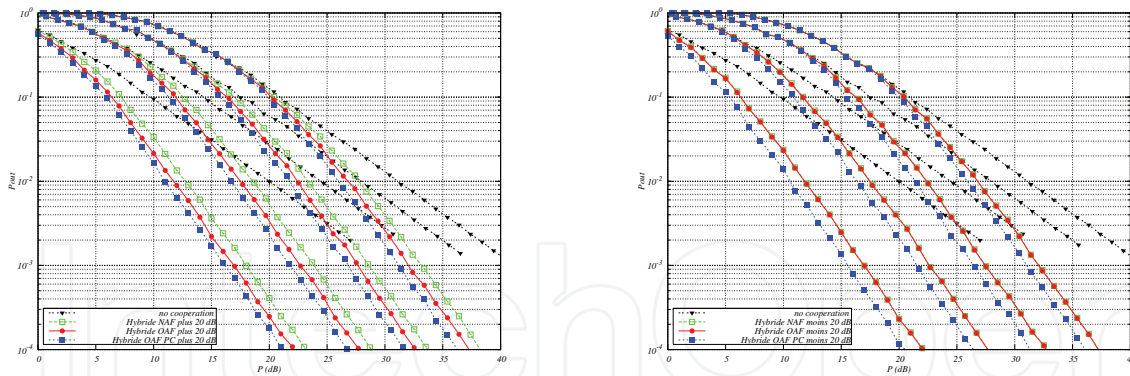 10^0
10^-1
10^-2
10^-3
10^-4
Pout
0 5 10 15 20 25 30 35 40
P (dB)
no cooperation
Hybride NAF plus 20 dB
Hybride OAF plus 20 dB
Hybride OAF PC plus 20 dB
10^0
10^-1
10^-2
10^-3
10^-4
Pout
0 5 10 15 20 25 30 35 40
P (dB)
no cooperation
Hybride NAF moins 20 dB
Hybride OAF moins 20 dB
Hybride OAF PC moins 20 dB